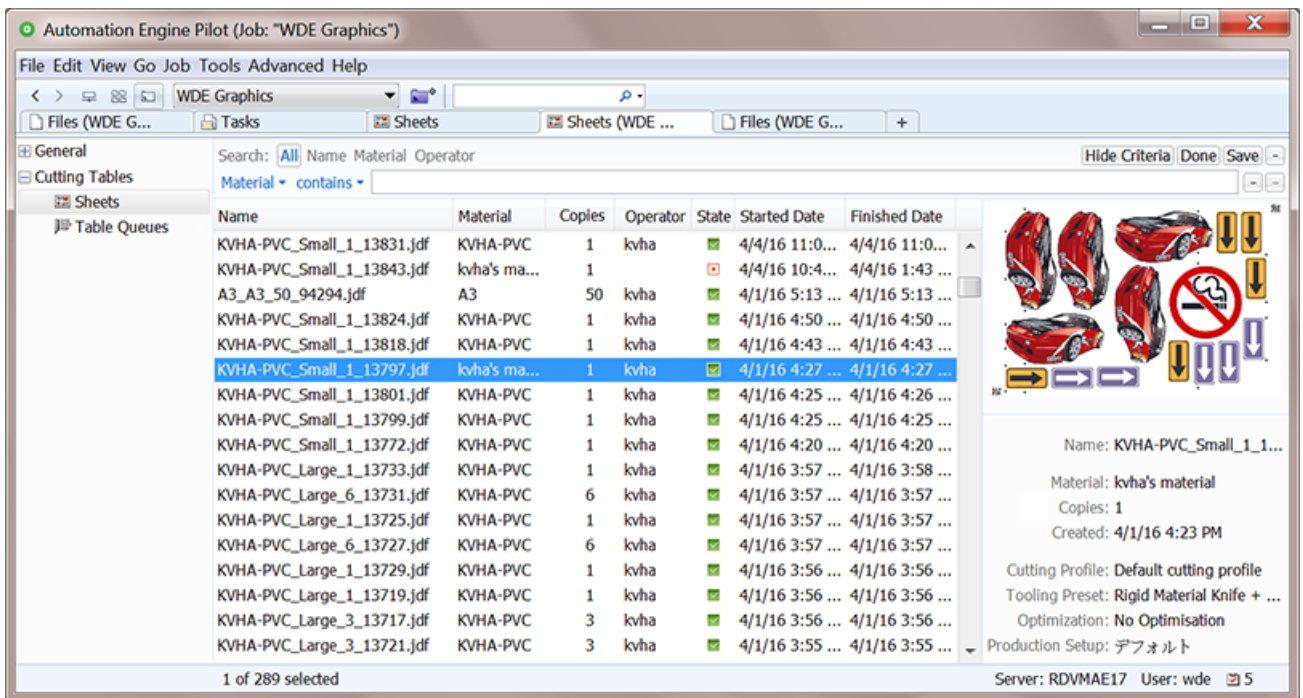 Automation Engine Pilot (Job: "WDE Graphics")
File Edit View Go Job Tools Advanced Help
WDE Graphics
Files (WDE G... Tasks Sheets Sheets (WDE ... Files (WDE G... +
General
Cutting Tables
Sheets
Table Queues
Search: All Name Material Operator Hide Criteria Done Save -
Material contains
Name Material Copies Operator State Started Date Finished Date
KVHA-PVC_Small_1_13831.jdf KVHA-PVC 1 kvha 4/4/16 11:0... 4/4/16 11:0...
KVHA-PVC_Small_1_13843.jdf kvha's ma... 1 4/4/16 10:4... 4/4/16 1:43 ...
A3_A3_50_94294.jdf A3 50 kvha 4/1/16 5:13 ... 4/1/16 5:13 ...
KVHA-PVC_Small_1_13824.jdf KVHA-PVC 1 kvha 4/1/16 4:50 ... 4/1/16 4:50 ...
KVHA-PVC_Small_1_13818.jdf KVHA-PVC 1 kvha 4/1/16 4:43 ... 4/1/16 4:43 ...
KVHA-PVC_Small_1_13797.jdf kvha's ma... 1 kvha 4/1/16 4:27 ... 4/1/16 4:27 ...
KVHA-PVC_Small_1_13801.jdf KVHA-PVC 1 kvha 4/1/16 4:25 ... 4/1/16 4:26 ...
KVHA-PVC_Small_1_13799.jdf KVHA-PVC 1 kvha 4/1/16 4:25 ... 4/1/16 4:25 ...
KVHA-PVC_Small_1_13772.jdf KVHA-PVC 1 kvha 4/1/16 4:20 ... 4/1/16 4:20 ...
KVHA-PVC_Large_1_13733.jdf KVHA-PVC 1 kvha 4/1/16 3:57 ... 4/1/16 3:58 ...
KVHA-PVC_Large_6_13731.jdf KVHA-PVC 6 kvha 4/1/16 3:57 ... 4/1/16 3:57 ...
KVHA-PVC_Large_1_13725.jdf KVHA-PVC 1 kvha 4/1/16 3:57 ... 4/1/16 3:57 ...
KVHA-PVC_Large_6_13727.jdf KVHA-PVC 6 kvha 4/1/16 3:57 ... 4/1/16 3:57 ...
KVHA-PVC_Large_1_13729.jdf KVHA-PVC 1 kvha 4/1/16 3:56 ... 4/1/16 3:56 ...
KVHA-PVC_Large_1_13719.jdf KVHA-PVC 1 kvha 4/1/16 3:56 ... 4/1/16 3:56 ...
KVHA-PVC_Large_3_13717.jdf KVHA-PVC 3 kvha 4/1/16 3:56 ... 4/1/16 3:56 ...
KVHA-PVC_Large_3_13721.jdf KVHA-PVC 3 kvha 4/1/16 3:55 ... 4/1/16 3:55 ...
Name: KVHA-PVC_Small_1_1...
Material: kvha's material
Copies: 1
Created: 4/1/16 4:23 PM
Cutting Profile: Default cutting profile
Tooling Preset: Rigid Material Knife + ...
Optimization: No Optimisation
Production Setup: デフォルト
1 of 289 selected
Server: RDVMAE17 User: wde 5